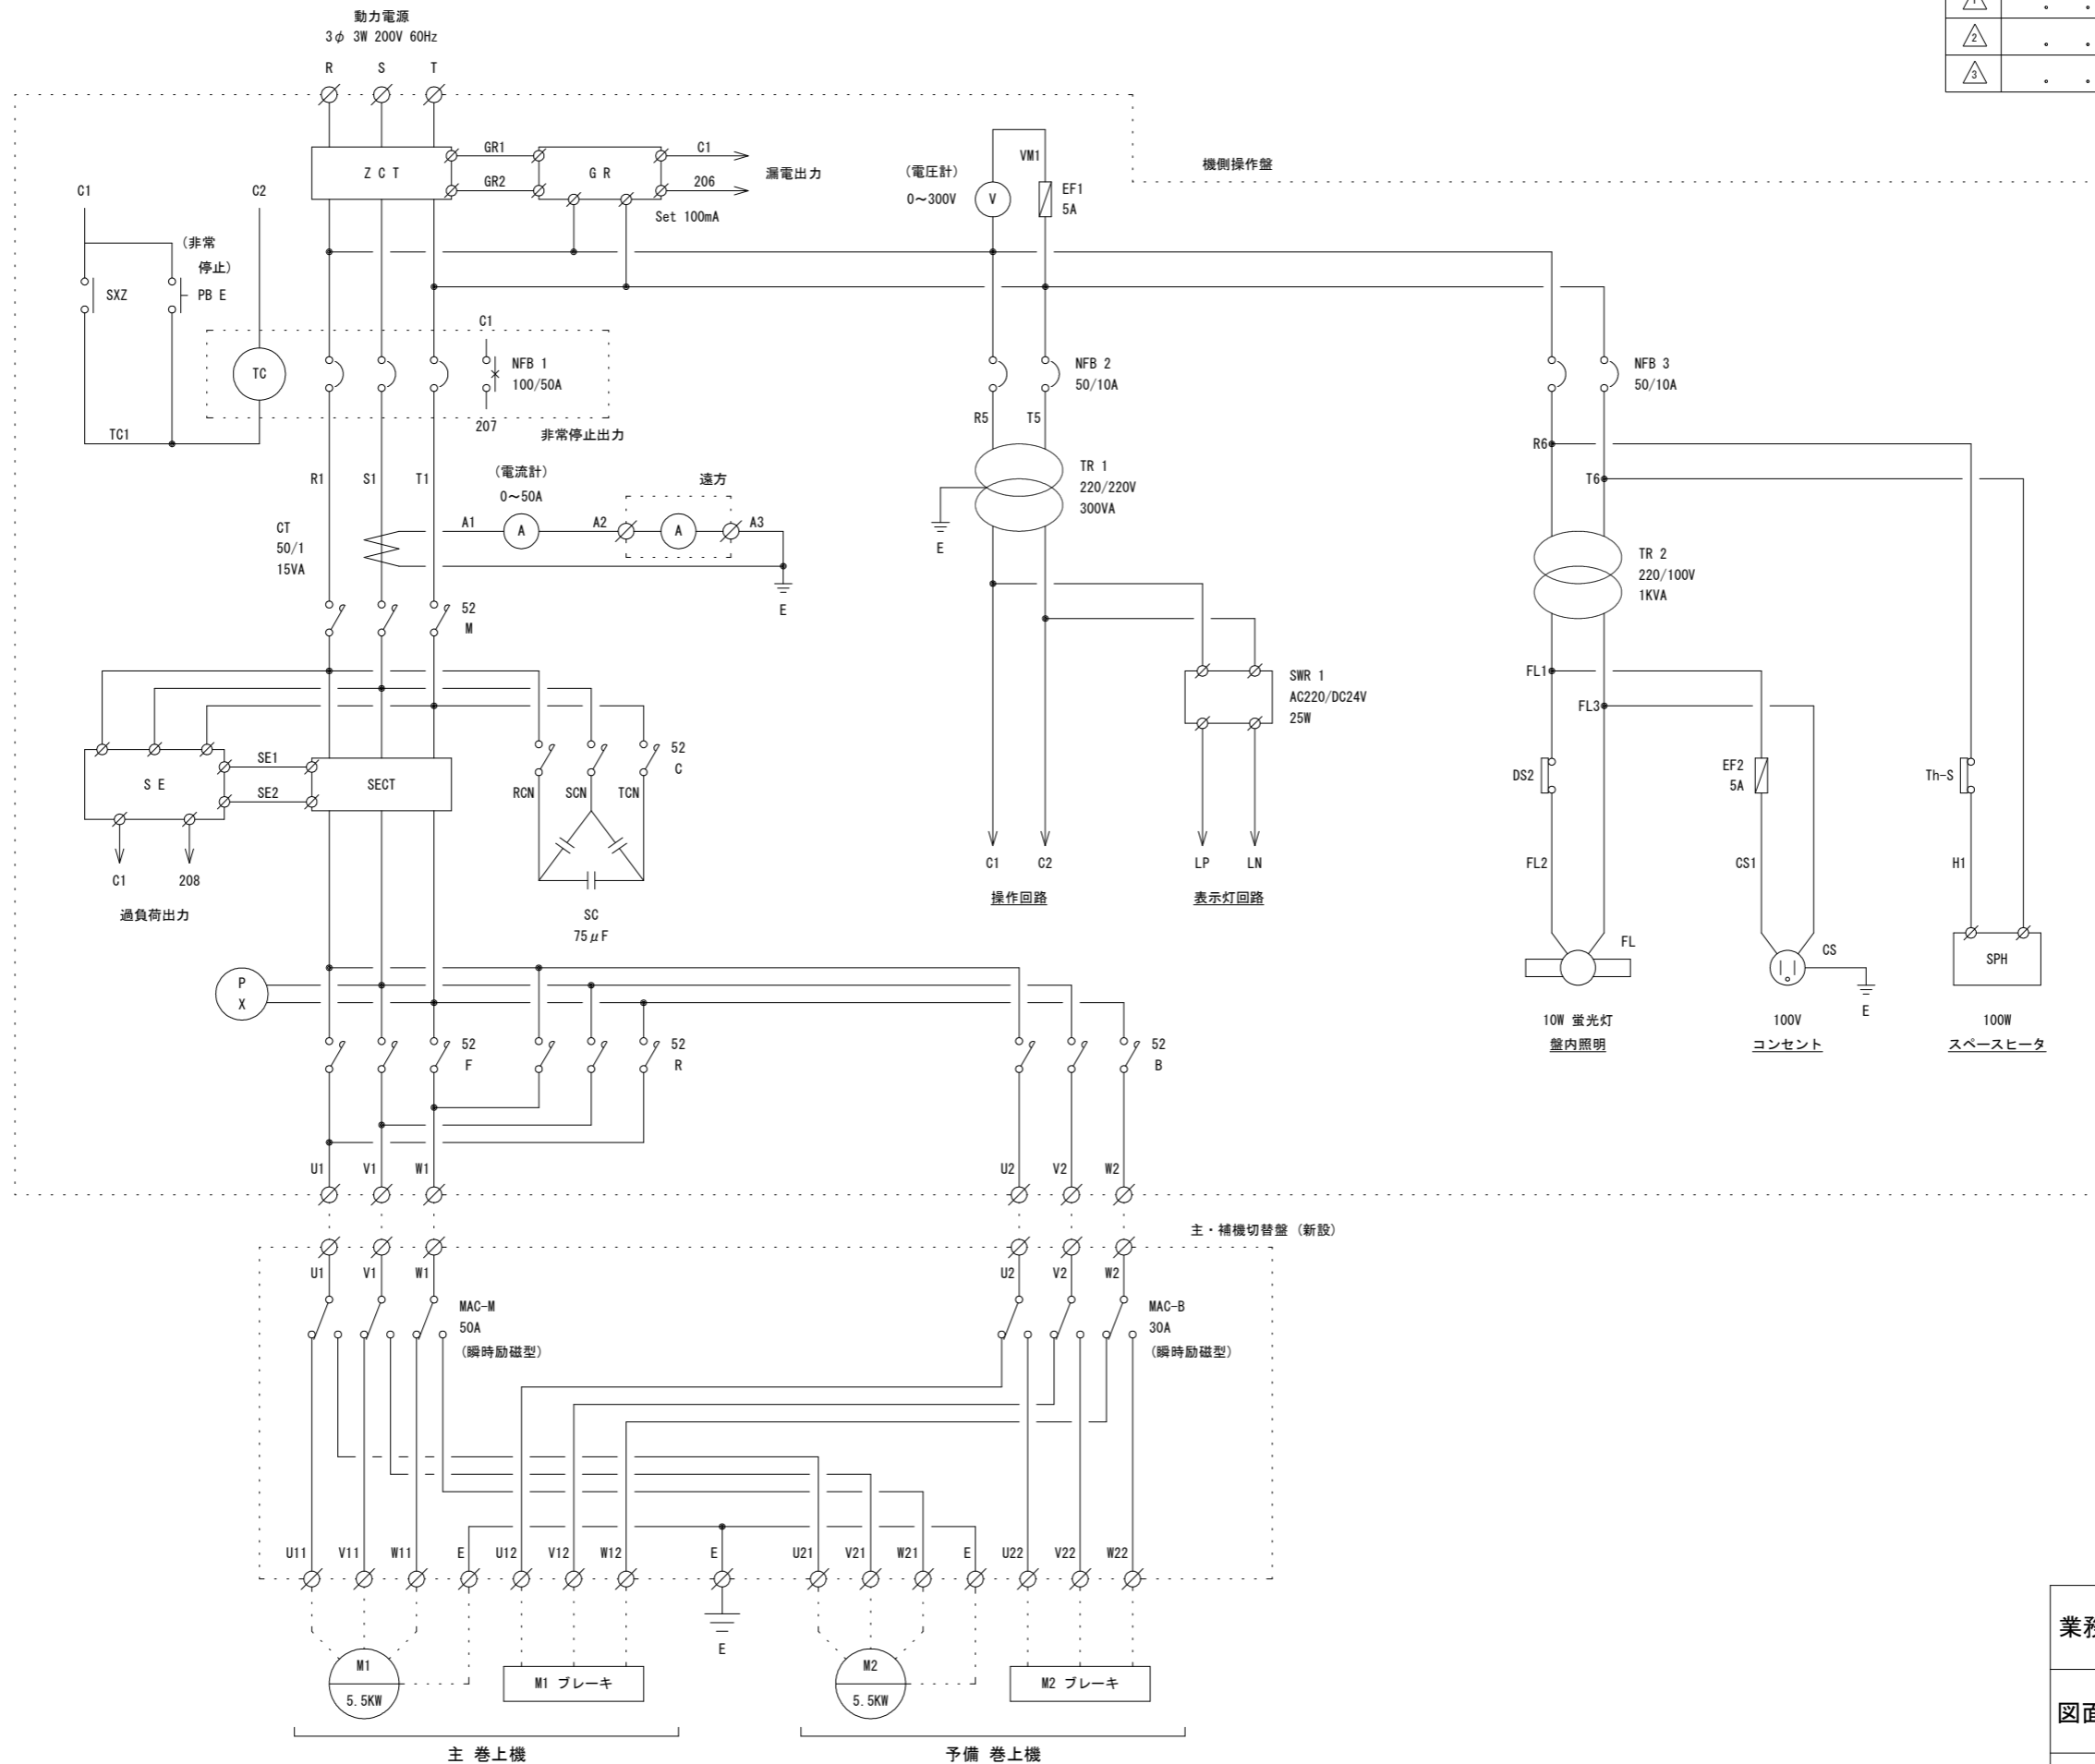 動力電源
3φ 3W 200V 60Hz
R S T
1
2
3
機側操作盤
ZCT
GR1
GR2
GR
C1
206
漏電出力
Set 100mA
(電圧計)
0~300V
V
VM1
EF1
5A
C1
C2
(非常
停止)
SXZ
PB E
TC
TC1
C1
NFB 1
100/50A
207
非常停止出力
NFB 2
50/10A
NFB 3
50/10A
R5 T5
R6
T6
R1 S1 T1
(電流計)
0~50A
遠方
A1 A A2 A A3
E
CT
50/1
15VA
TR 1
220/220V
300VA
E
TR 2
220/100V
1KVA
52
M
SWR 1
AC220/DC24V
25W
FL1
FL3
SE
SE1
SE2
SECT
52
C
RCN SCN TCN
DS2
EF2
5A
Th-S
C1 208
過負荷出力
SC
75μF
C1 C2
操作回路
LP LN
表示灯回路
FL2
CS1
H1
FL
CS
E
SPH
10W 蛍光灯
盤内照明
100V
コンセント
100W
スペースヒータ
P
X
52
F
52
R
52
B
U1 V1 W1
U2 V2 W2
主・補機切替盤(新設)
U1 V1 W1
U2 V2 W2
MAC-M
50A
(瞬時励磁型)
MAC-B
30A
(瞬時励磁型)
U11 V11 W11 E U12 V12 W12 E U21 V21 W21 E U22 V22 W22
E
M1
5.5KW
M1 ブレーキ
M2
5.5KW
M2 ブレーキ
主 巻上機
予備 巻上機
業務
図面